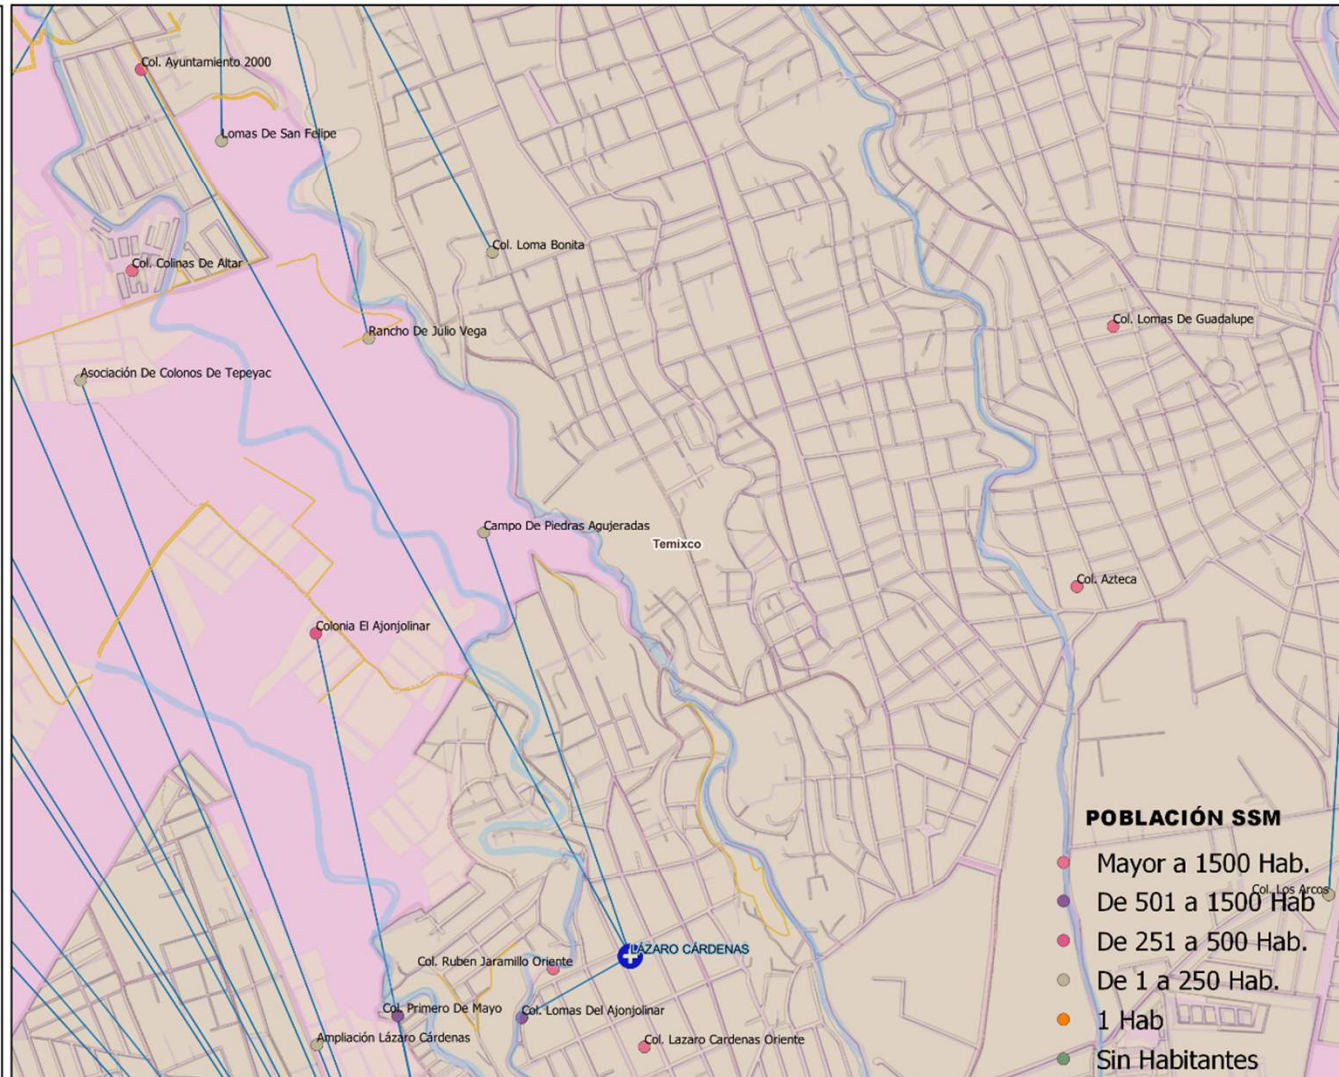 Col. Ayuntamiento 2000
Lomas De San Felipe
Col. Loma Bonita
Col. Colinas De Altar
Col. Lomas De Guadalupe
Rancho De Julio Vega
Asociación De Colonos De Tepeyac
Campo De Piedras Agujeradas
Temixco
Col. Azteca
Colonia El Ajonjolinar
POBLACIÓN SSM
Mayor a 1500 Hab.
Col. Los Arcos
De 501 a 1500 Hab
De 251 a 500 Hab.
LÁZARO CÁRDENAS
Col. Ruben Jaramillo Oriente
De 1 a 250 Hab.
Col. Primero De Mayo
Col. Lomas Del Ajonjolinar
1 Hab
Ampliación Lázaro Cárdenas
Col. Lazaro Cardenas Oriente
Sin Habitantes